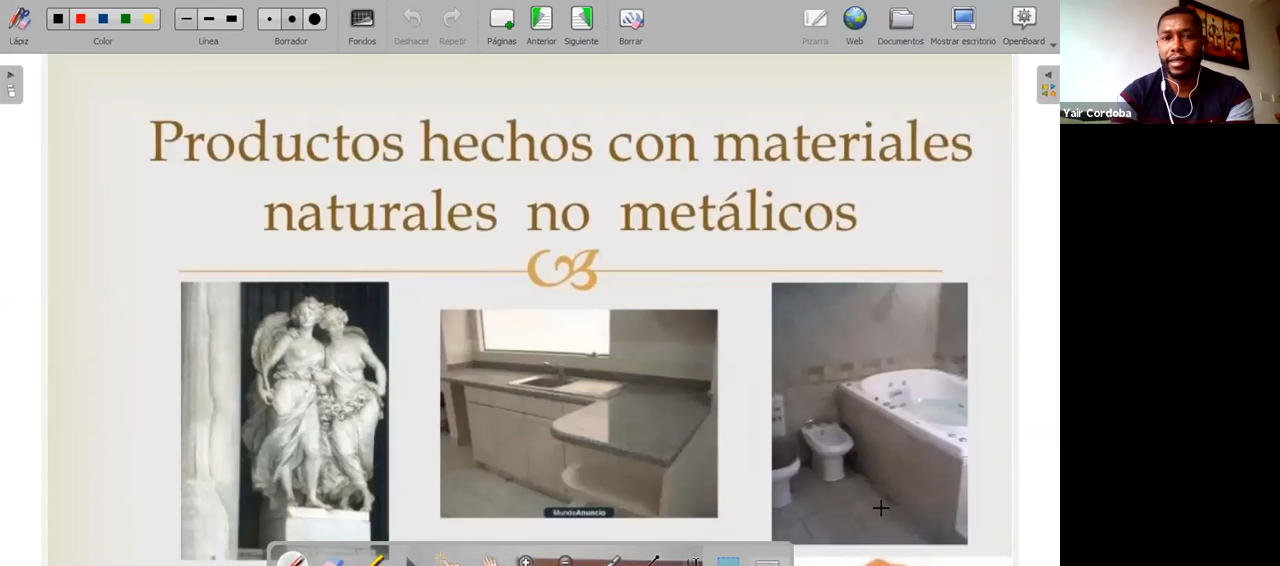 Lápiz
Color
Línea
Borrador
Fondos
Deshacer
Repetir
Páginas
Anterior
Siguiente
Borrar
Pizarra
Web
Documentos
Mostrar escritorio
OpenBoard
Yair Cordoba
Productos hechos con materiales
naturales no metálicos
MundoAnuncio